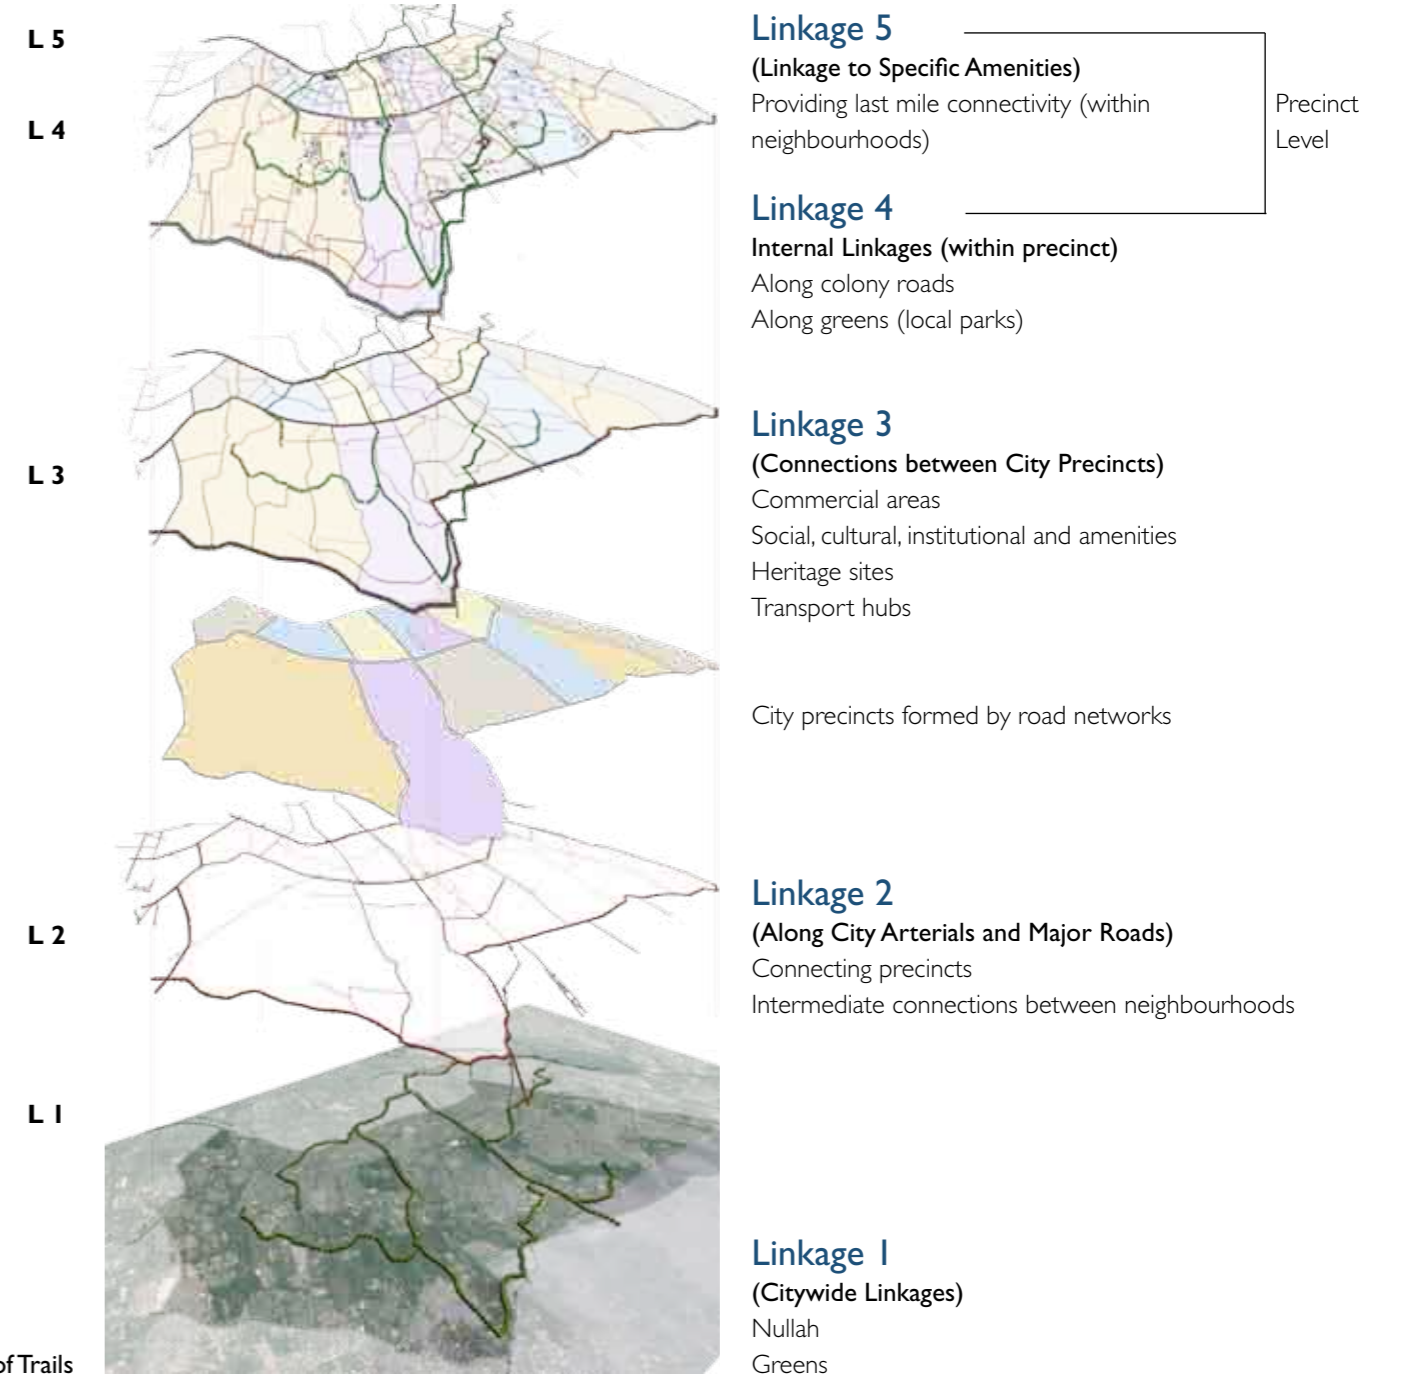 L 5
L 4
L 3
L 2
L 1
of Trails
Linkage 5
(Linkage to Specific Amenities)
Providing last mile connectivity (within
neighbourhoods)
Precinct
Level
Linkage 4
Internal Linkages (within precinct)
Along colony roads
Along greens (local parks)
Linkage 3
(Connections between City Precincts)
Commercial areas
Social, cultural, institutional and amenities
Heritage sites
Transport hubs
City precincts formed by road networks
Linkage 2
(Along City Arterials and Major Roads)
Connecting precincts
Intermediate connections between neighbourhoods
Linkage 1
(Citywide Linkages)
Nullah
Greens